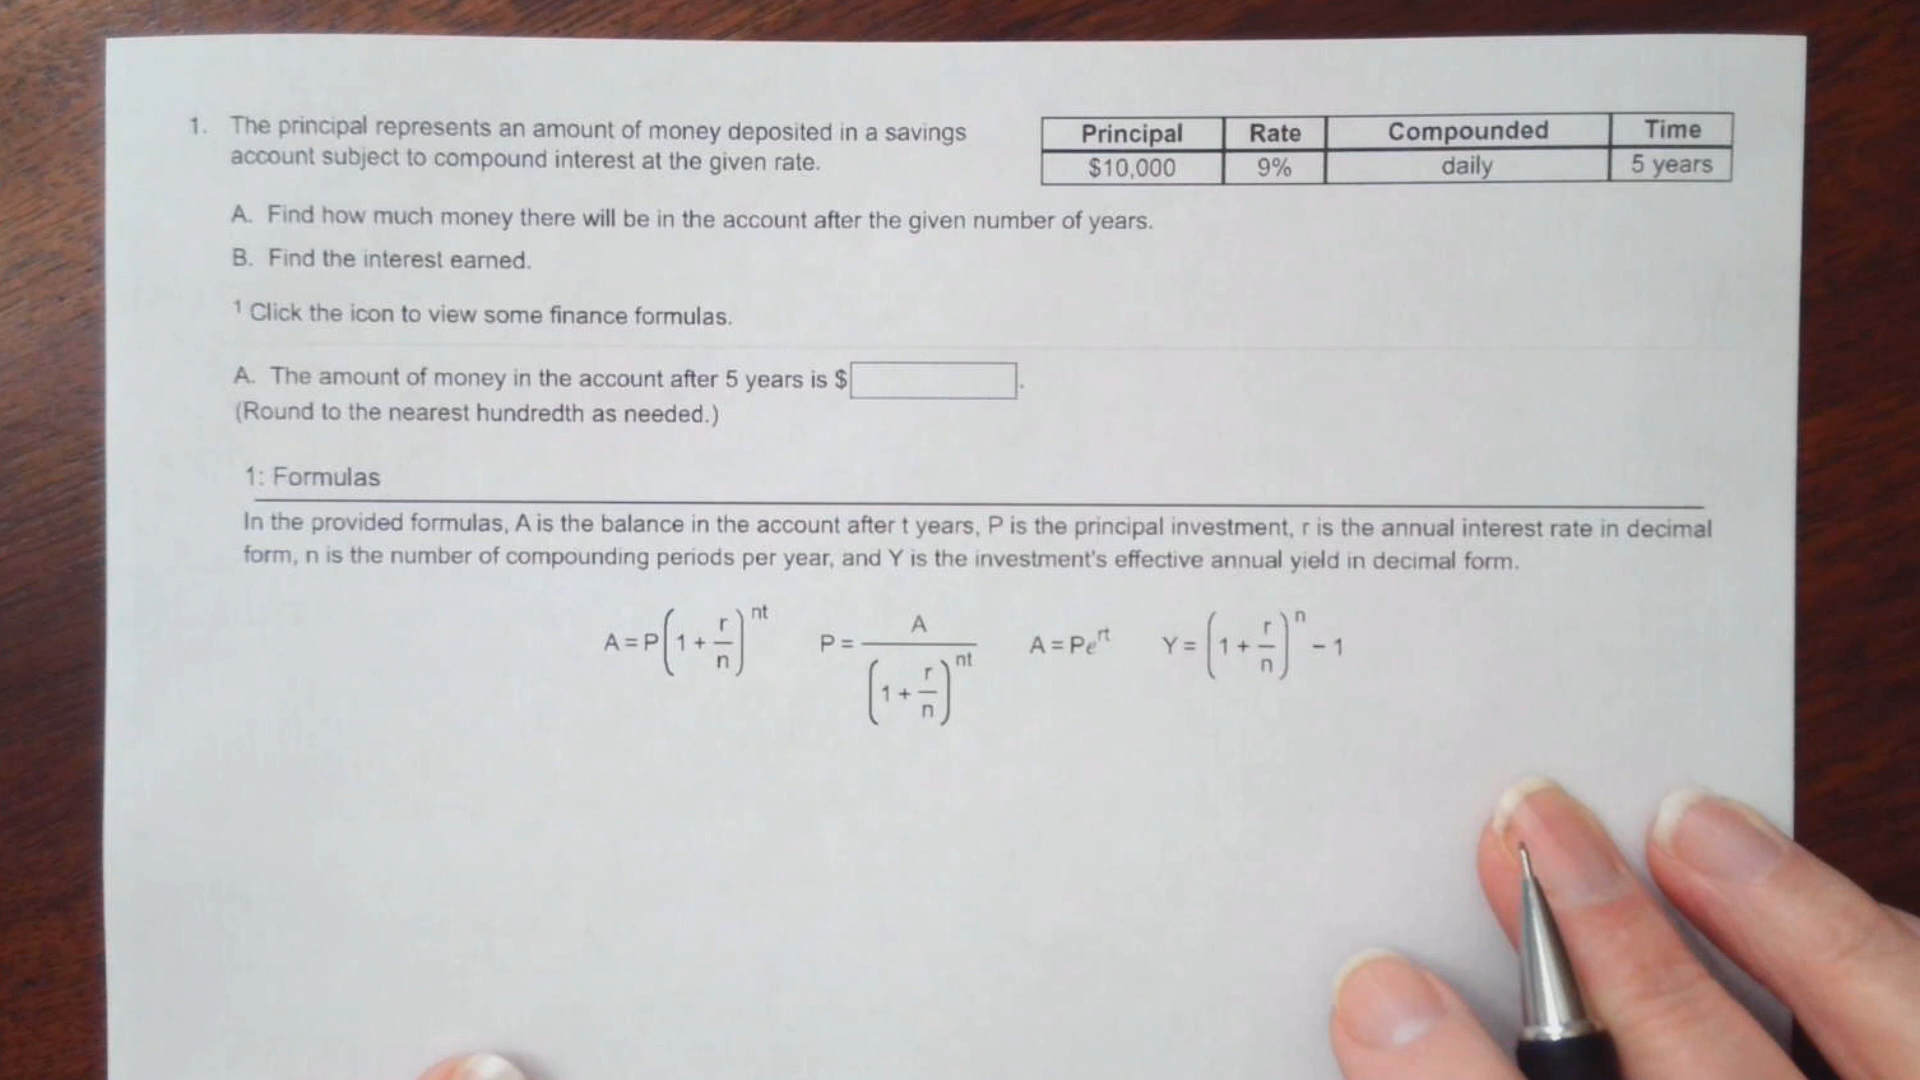 1. The principal represents an amount of money deposited in a savings
account subject to compound interest at the given rate.
Principal Rate Compounded Time
$10,000 9% daily 5 years
A. Find how much money there will be in the account after the given number of years.
B. Find the interest earned.
1 Click the icon to view some finance formulas.
A. The amount of money in the account after 5 years is $ .
(Round to the nearest hundredth as needed.)
1: Formulas
In the provided formulas, A is the balance in the account after t years, P is the principal investment, r is the annual interest rate in decimal
form, n is the number of compounding periods per year, and Y is the investment's effective annual yield in decimal form.
A = P(1 + r/n)^nt P = A/(1 + r/n)^nt A = Pe^rt Y = (1 + r/n)^n - 1